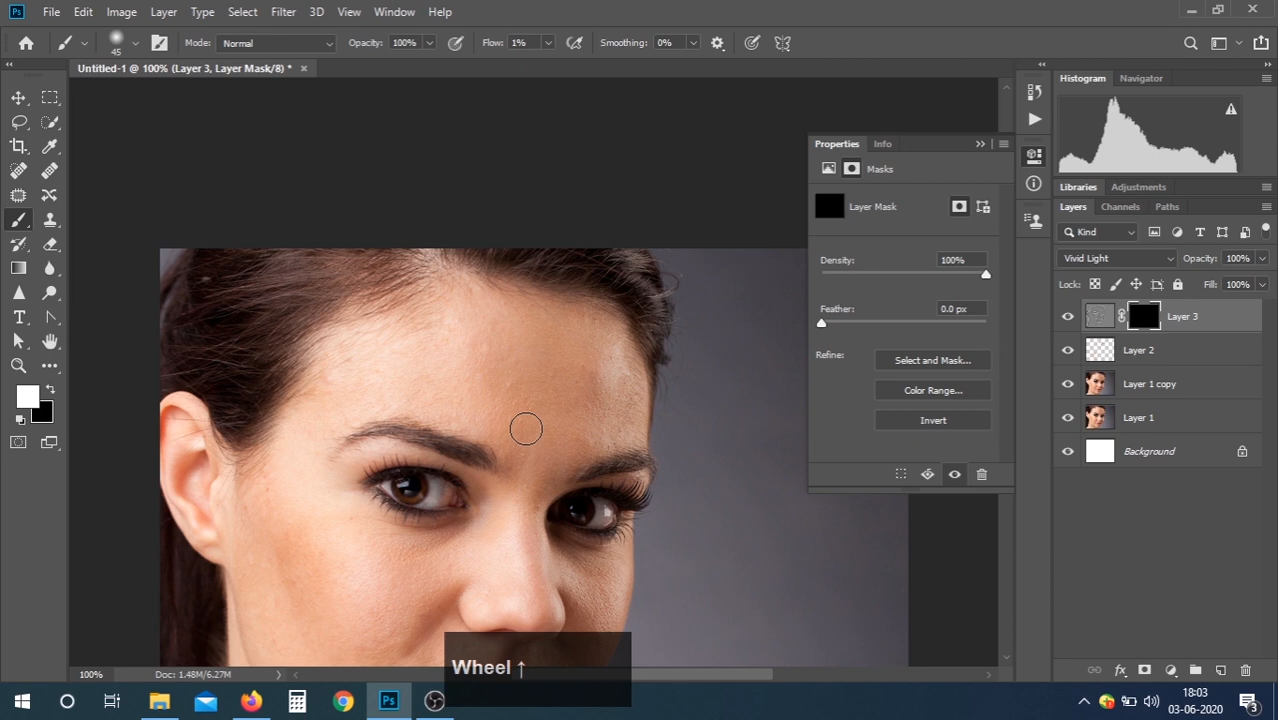 Ps File Edit Image Layer Type Select Filter 3D View Window Help
45 Mode: Normal Opacity: 100% Flow: 1% Smoothing: 0%
Untitled-1 @ 100% (Layer 3, Layer Mask/8) *
Histogram Navigator
Properties Info
Masks
Layer Mask
Density: 100%
Feather: 0.0 px
Refine: Select and Mask...
Color Range...
Invert
Libraries Adjustments
Layers Channels Paths
Kind
Vivid Light Opacity: 100%
Lock: Fill: 100%
Layer 3
Layer 2
Layer 1 copy
Layer 1
Background
Wheel ↑
100% Doc: 1.48M/6.27M
Ps
18:03
03-06-2020
3